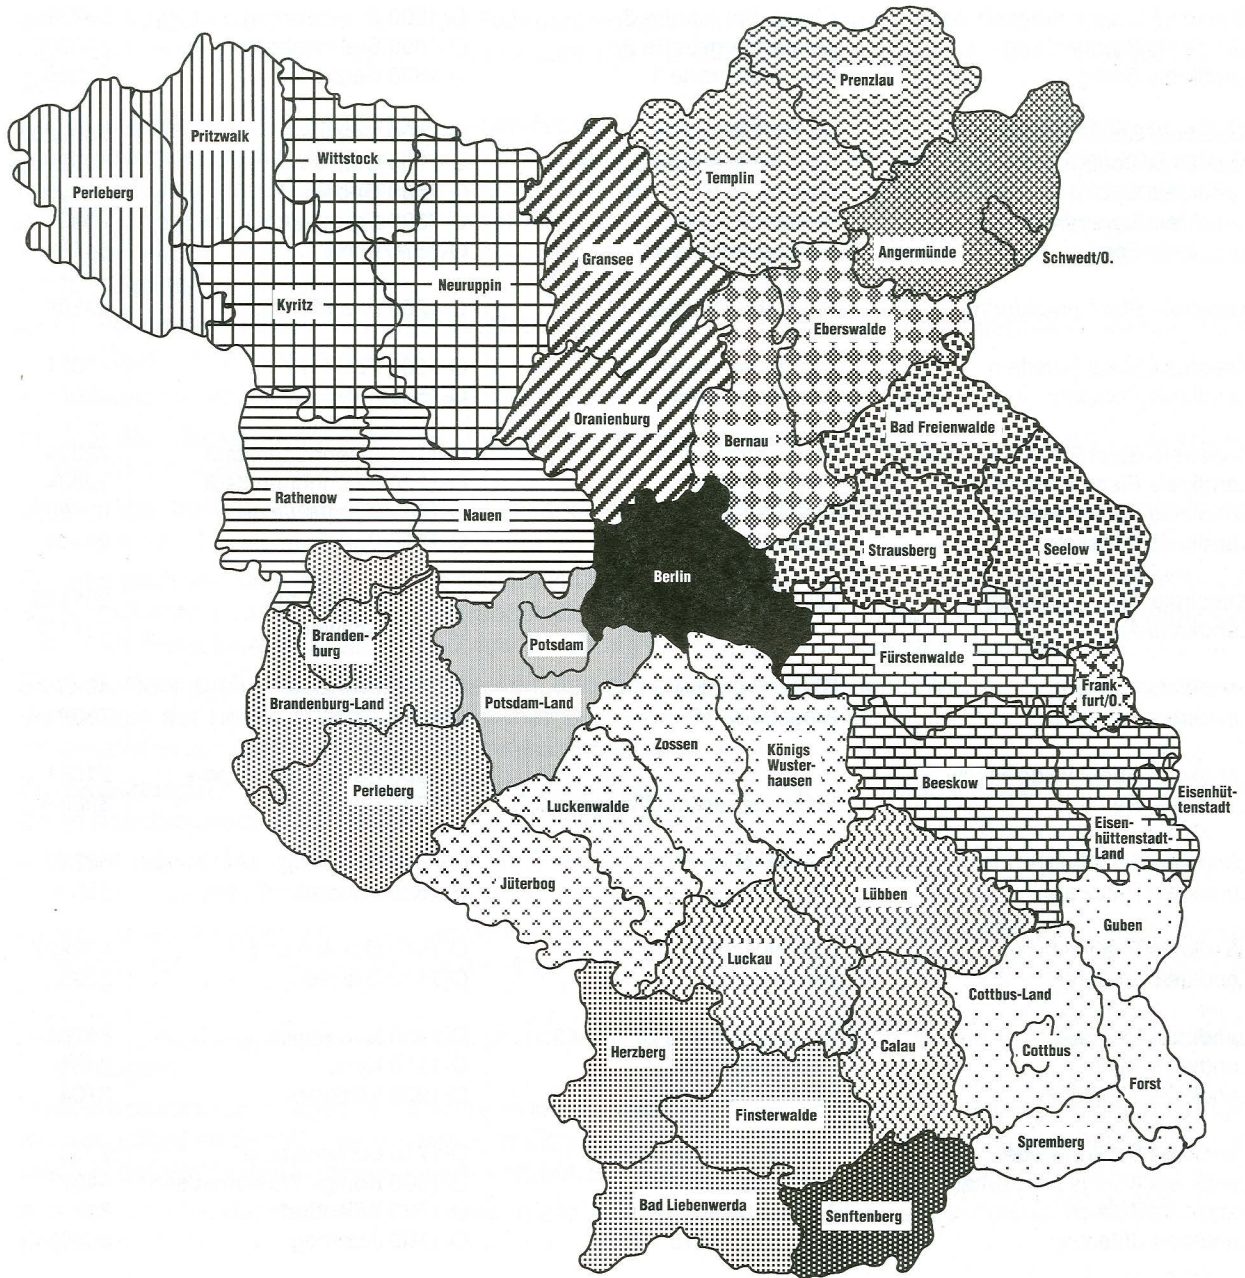 Prenzlau
Pritzwalk
Wittstock
Perleberg
Templin
Angermünde
Schwedt/O.
Gransee
Neuruppin
Kyritz
Eberswalde
Oranienburg
Bad Freienwalde
Bernau
Rathenow
Nauen
Strausberg
Seelow
Berlin
Branden-
burg
Potsdam
Fürstenwalde
Frank-
furt/O.
Brandenburg-Land
Potsdam-Land
Zossen
Königs
Wuster-
hausen
Perleberg
Luckenwalde
Beeskow
Eisenhüt-
tenstadt
Eisen-
hüttenstadt-
Land
Jüterbog
Lübben
Guben
Luckau
Cottbus-Land
Herzberg
Calau
Cottbus
Forst
Finsterwalde
Spremberg
Bad Liebenwerda
Senftenberg